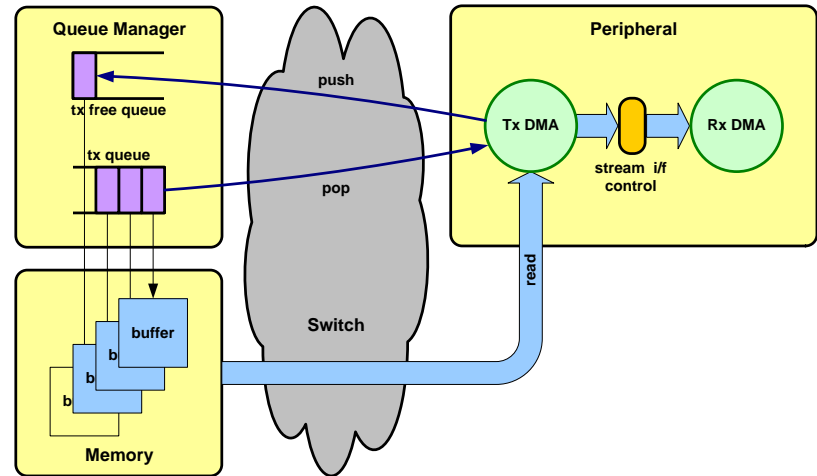 Queue Manager
Peripheral
push
tx free queue
Tx DMA
Rx DMA
tx queue
stream i/f
control
pop
read
Switch
buffer
b
b
b
Memory